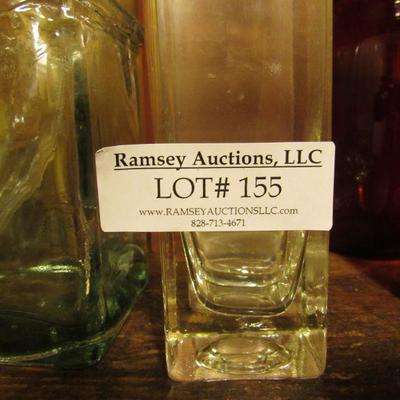 Ramsey Auctions, LLC
LOT# 155
www.RAMSEYAUCTIONSLLC.com
828-713-4671